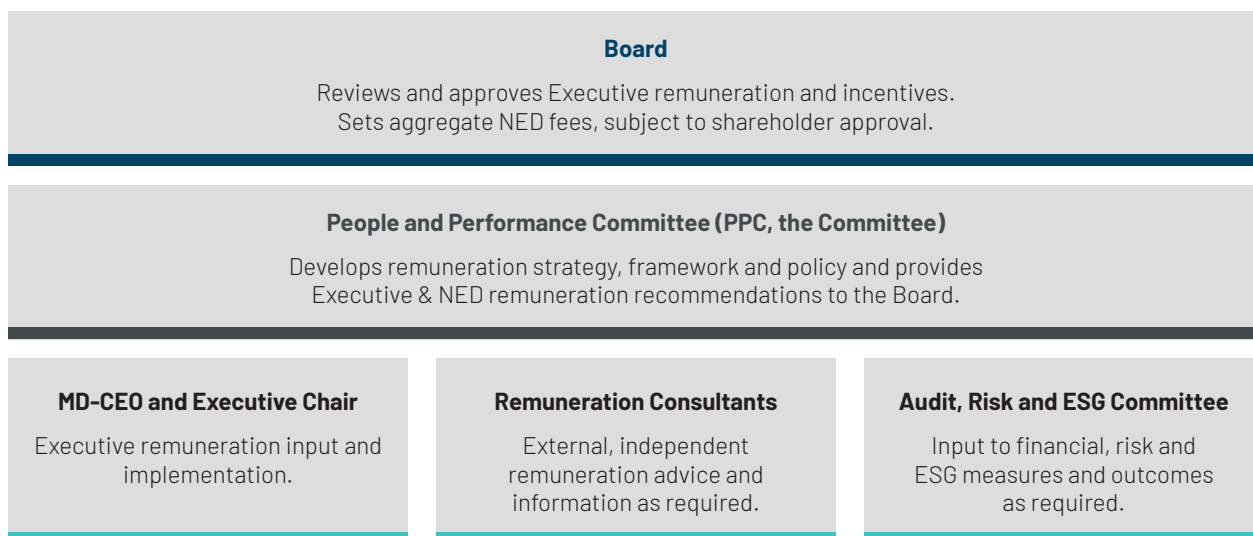 Board
Reviews and approves Executive remuneration and incentives.
Sets aggregate NED fees, subject to shareholder approval.
People and Performance Committee (PPC, the Committee)
Develops remuneration strategy, framework and policy and provides
Executive & NED remuneration recommendations to the Board.
MD-CEO and Executive Chair
Executive remuneration input and
implementation.
Remuneration Consultants
External, independent
remuneration advice and
information as required.
Audit, Risk and ESG Committee
Input to financial, risk and
ESG measures and outcomes
as required.